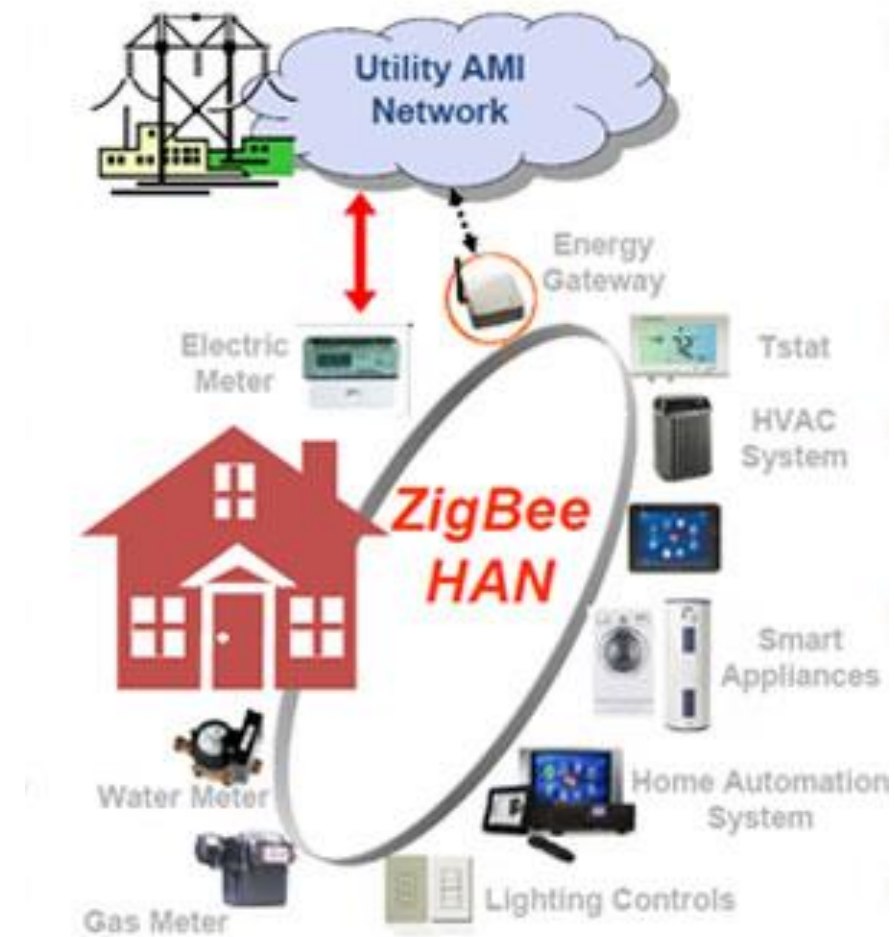 Utility AMI
Network
Energy
Gateway
Electric
Meter
Tstat
72
HVAC
System
ZigBee
HAN
Smart
Appliances
Water Meter
Home Automation
System
Lighting Controls
Gas Meter